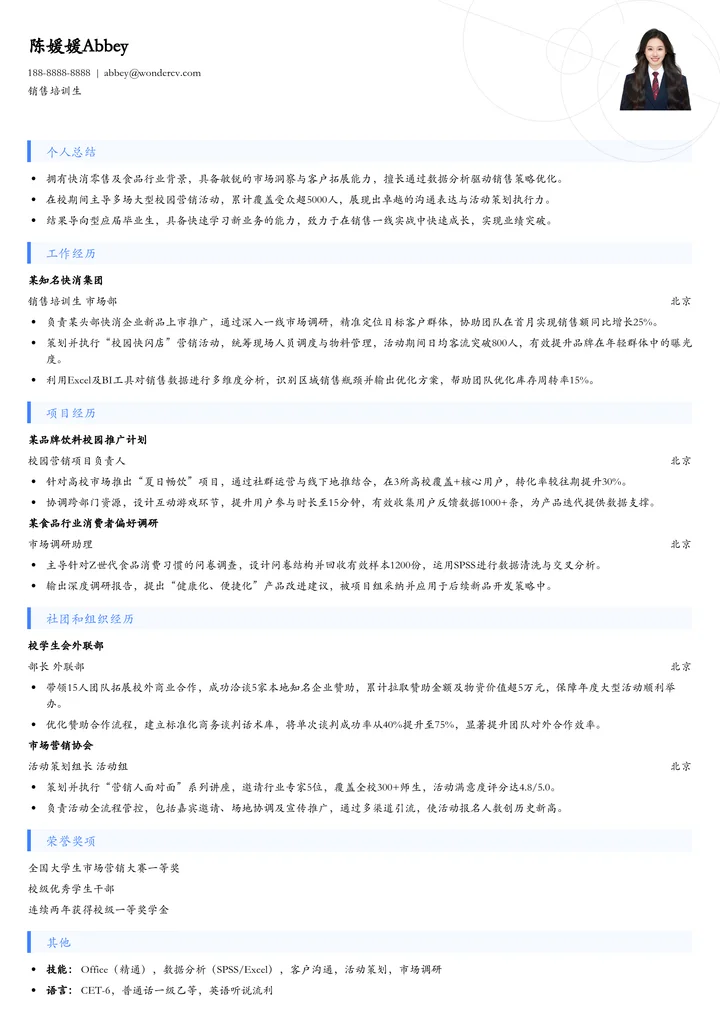 陈媛媛Abbey
188-8888-8888 | abbey@wondercv.com
销售培训生
个人总结
• 拥有快消零售及食品行业背景，具备敏锐的市场洞察与客户拓展能力，擅长通过数据分析驱动销售策略优化。
• 在校期间主导多场大型校园营销活动，累计覆盖受众超5000人，展现出卓越的沟通表达与活动策划执行力。
• 结果导向型应届毕业生，具备快速学习新业务的能力，致力于在销售一线实战中快速成长，实现业绩突破。
工作经历
某知名快消集团
销售培训生 市场部 北京
• 负责某头部快消企业新品上市推广，通过深入一线市场调研，精准定位目标客户群体，协助团队在首月实现销售额同比增长25%。
• 策划并执行“校园快闪店”营销活动，统筹现场人员调度与物料管理，活动期间日均客流突破800人，有效提升品牌在年轻群体中的曝光
度。
• 利用Excel及BI工具对销售数据进行多维度分析，识别区域销售瓶颈并输出优化方案，帮助团队优化库存周转率15%。
项目经历
某品牌饮料校园推广计划
校园营销项目负责人 北京
• 针对高校市场推出“夏日畅饮”项目，通过社群运营与线下地推结合，在3所高校覆盖+核心用户，转化率较往期提升30%。
• 协调跨部门资源，设计互动游戏环节，提升用户参与时长至15分钟，有效收集用户反馈数据1000+条，为产品迭代提供数据支撑。
某食品行业消费者偏好调研
市场调研助理 北京
• 主导针对Z世代食品消费习惯的问卷调查，设计问卷结构并回收有效样本1200份，运用SPSS进行数据清洗与交叉分析。
• 输出深度调研报告，提出“健康化、便捷化”产品改进建议，被项目组采纳并应用于后续新品开发策略中。
社团和组织经历
校学生会外联部
部长 外联部 北京
• 带领15人团队拓展校外商业合作，成功洽谈5家本地知名企业赞助，累计拉取赞助金额及物资价值超5万元，保障年度大型活动顺利举
办。
• 优化赞助合作流程，建立标准化商务谈判话术库，将单次谈判成功率从40%提升至75%，显著提升团队对外合作效率。
市场营销协会
活动策划组长 活动组 北京
• 策划并执行“营销人面对面”系列讲座，邀请行业专家5位，覆盖全校300+师生，活动满意度评分达4.8/5.0。
• 负责活动全流程管控，包括嘉宾邀请、场地协调及宣传推广，通过多渠道引流，使活动报名人数创历史新高。
荣誉奖项
全国大学生市场营销大赛一等奖
校级优秀学生干部
连续两年获得校级一等奖学金
其他
• 技能： Office（精通），数据分析（SPSS/Excel），客户沟通，活动策划，市场调研
• 语言： CET-6，普通话一级乙等，英语听说流利